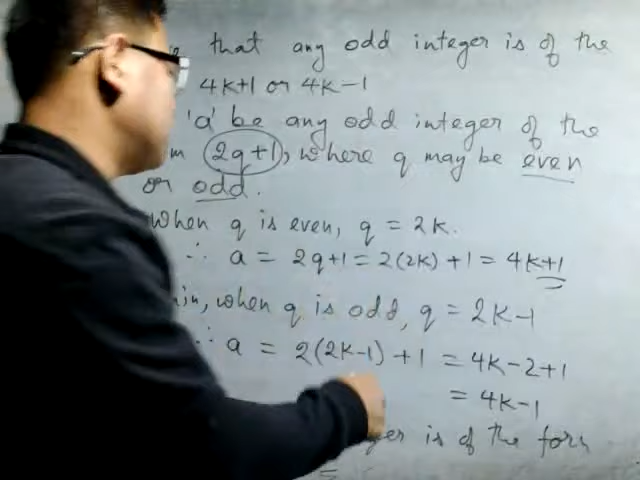 that any odd integer is of the
4k+1 or 4k-1
'a' be any odd integer of the
2q+1, where q may be even
or odd.
When q is even, q = 2k.
∴ a = 2q+1 = 2(2k) +1 = 4k+1
, when q is odd, q = 2k-1
∴ a = 2(2k-1) +1 = 4k-2+1
= 4k-1
is of the form